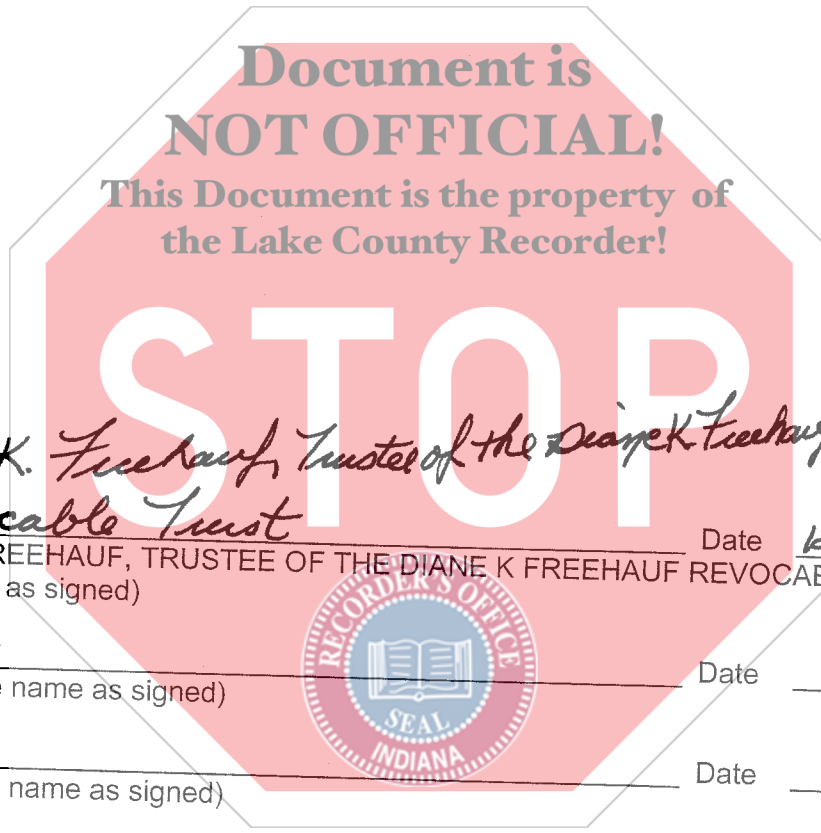 Document is
NOT OFFICIAL!
This Document is the property of
the Lake County Recorder!
STOP
K. Freehauf, Trustee of the Diane K Freehauf
cable Trust
Date
REEHAUF, TRUSTEE OF THE DIANE K FREEHAUF REVOCAB
as signed)
RECORDER'S OFFICE
SEAL
INDIANA
Date
name as signed)
Date
name as signed)